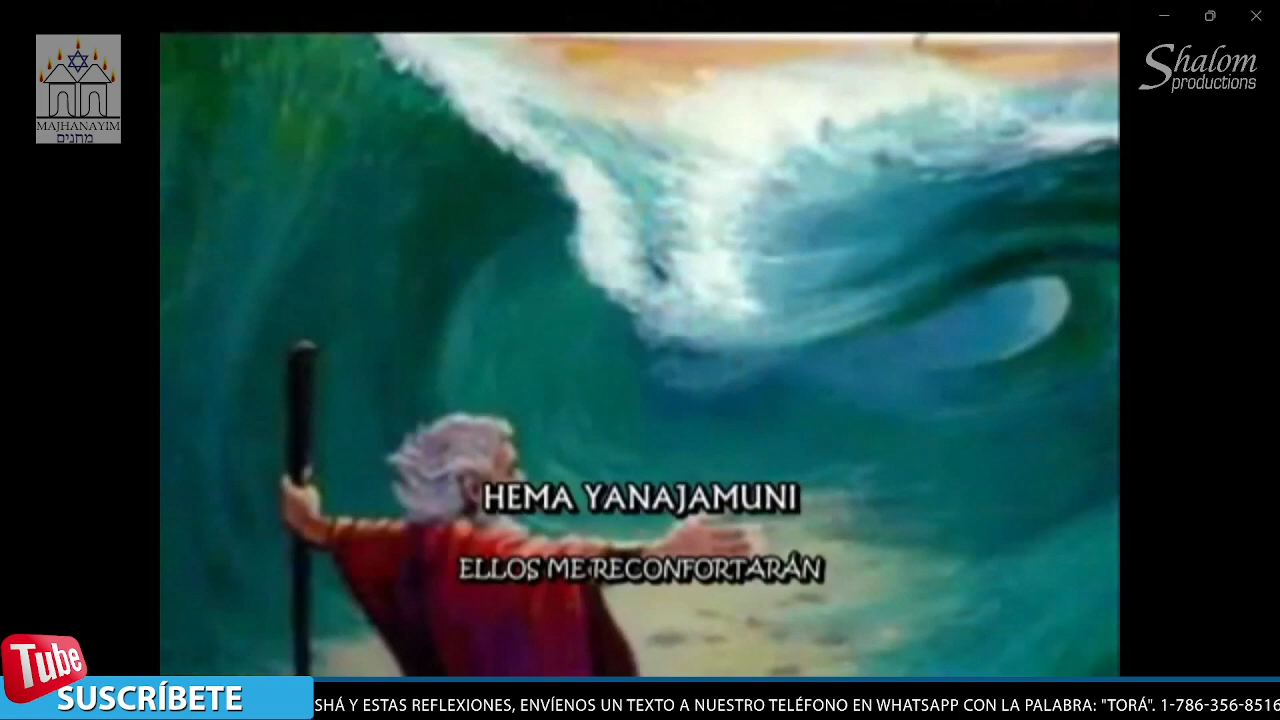 MAJHANAYIM
מחנים
Shalom
productions
HEMA YANAJAMUNI
ELLOS ME RECONFORTARÁN
Tube
SUSCRÍBETE
SHÁ Y ESTAS REFLEXIONES, ENVÍENOS UN TEXTO A NUESTRO TELÉFONO EN WHATSAPP CON LA PALABRA: "TORÁ". 1-786-356-8516